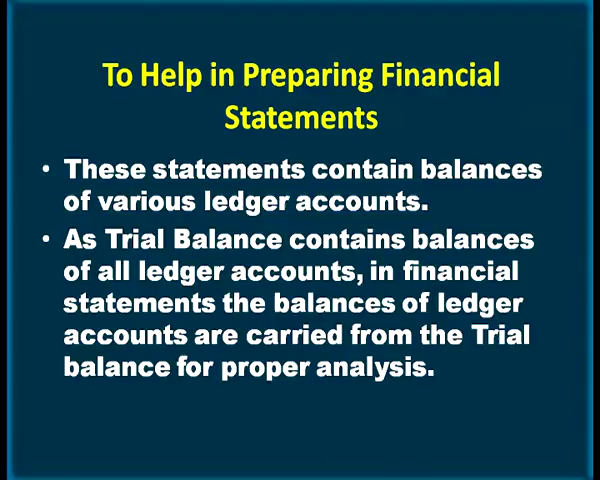 To Help in Preparing Financial
Statements
• These statements contain balances
of various ledger accounts.
• As Trial Balance contains balances
of all ledger accounts, in financial
statements the balances of ledger
accounts are carried from the Trial
balance for proper analysis.